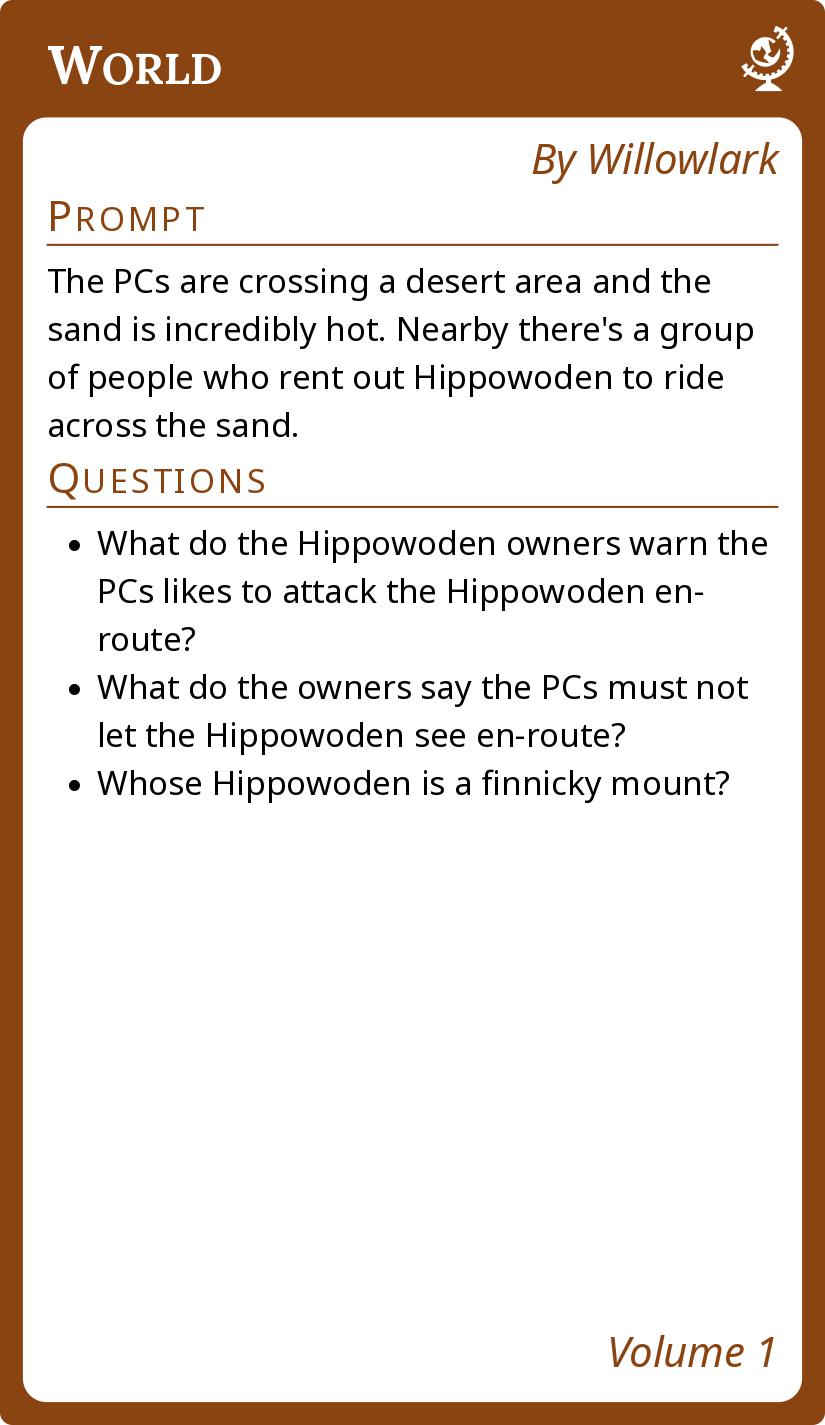 World
By Willowlark
Prompt
The PCs are crossing a desert area and the
sand is incredibly hot. Nearby there's a group
of people who rent out Hippowoden to ride
across the sand.
Questions
• What do the Hippowoden owners warn the
PCs likes to attack the Hippowoden en-
route?
• What do the owners say the PCs must not
let the Hippowoden see en-route?
• Whose Hippowoden is a finnicky mount?
Volume 1